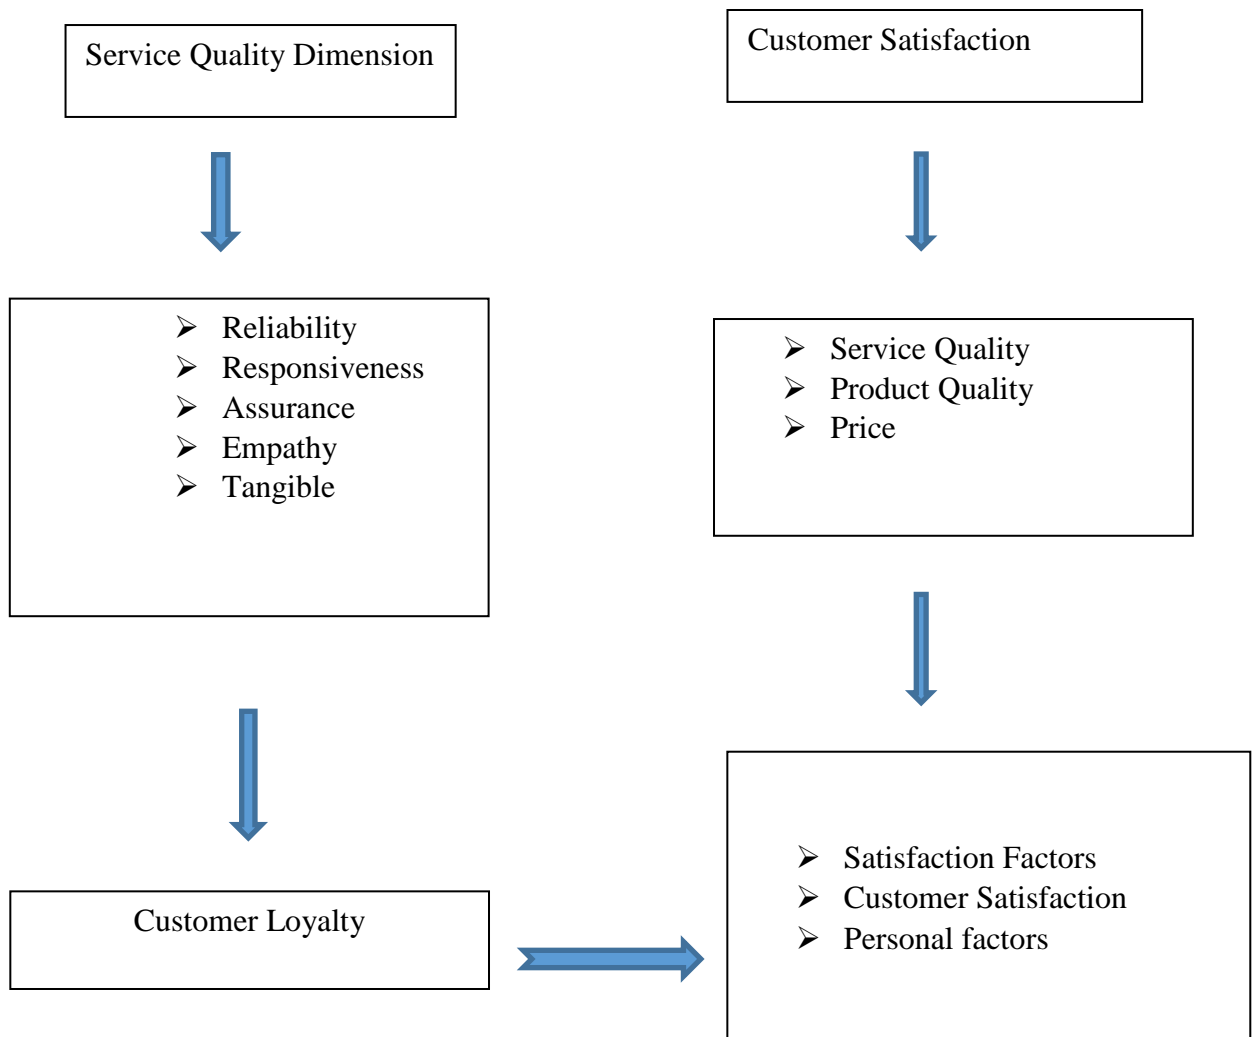 Service Quality Dimension
Customer Satisfaction
➢ Reliability
➢ Responsiveness
➢ Assurance
➢ Empathy
➢ Tangible
➢ Service Quality
➢ Product Quality
➢ Price
Customer Loyalty
➢ Satisfaction Factors
➢ Customer Satisfaction
➢ Personal factors